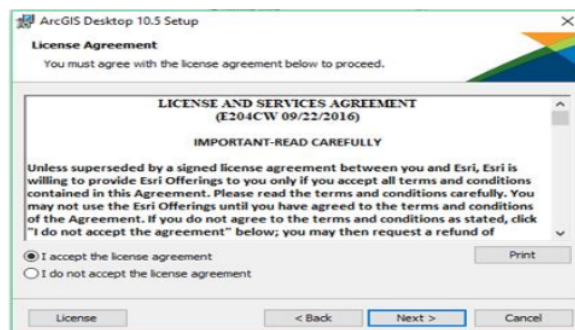 ArcGIS Desktop 10.5 Setup
License Agreement
You must agree with the license agreement below to proceed.
LICENSE AND SERVICES AGREEMENT
(E204CW 09/22/2016)
IMPORTANT-READ CAREFULLY
Unless superseded by a signed license agreement between you and Esri, Esri is
willing to provide Esri Offerings to you only if you accept all terms and conditions
contained in this Agreement. Please read the terms and conditions carefully. You
may not use the Esri Offerings until you have agreed to the terms and conditions
of the Agreement. If you do not agree to the terms and conditions as stated, click
"I do not accept the agreement" below; you may then request a refund of
I accept the license agreement
Print
I do not accept the license agreement
License
< Back
Next >
Cancel